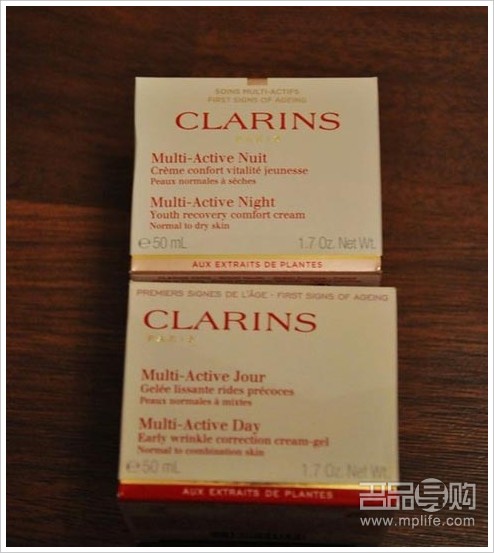 SOINS MULTI-ACTIFS
FIRST SIGNS OF AGEING
CLARINS
PARIS
Multi-Active Nuit
Crème confort vitalité jeunesse
Peaux normales à sèches
Multi-Active Night
Youth recovery comfort cream
Normal to dry skin
℮50 mL 1.7 Oz. Net Wt.
AUX EXTRAITS DE PLANTES
PREMIERS SIGNES DE L'ÂGE - FIRST SIGNS OF AGEING
CLARINS
PARIS
Multi-Active Jour
Gelée lissante rides précoces
Peaux normales à mixtes
Multi-Active Day
Early wrinkle correction cream-gel
Normal to combination skin
℮50 mL 1.7 Oz. Net Wt.
AUX EXTRAITS DE PLANTES
名品导购
www.mplife.com